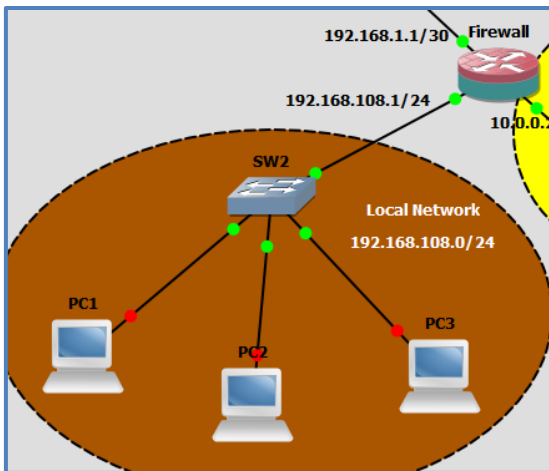 Firewall
192.168.1.1/30
192.168.108.1/24
SW2
Local Network
192.168.108.0/24
PC1
PC2
PC3